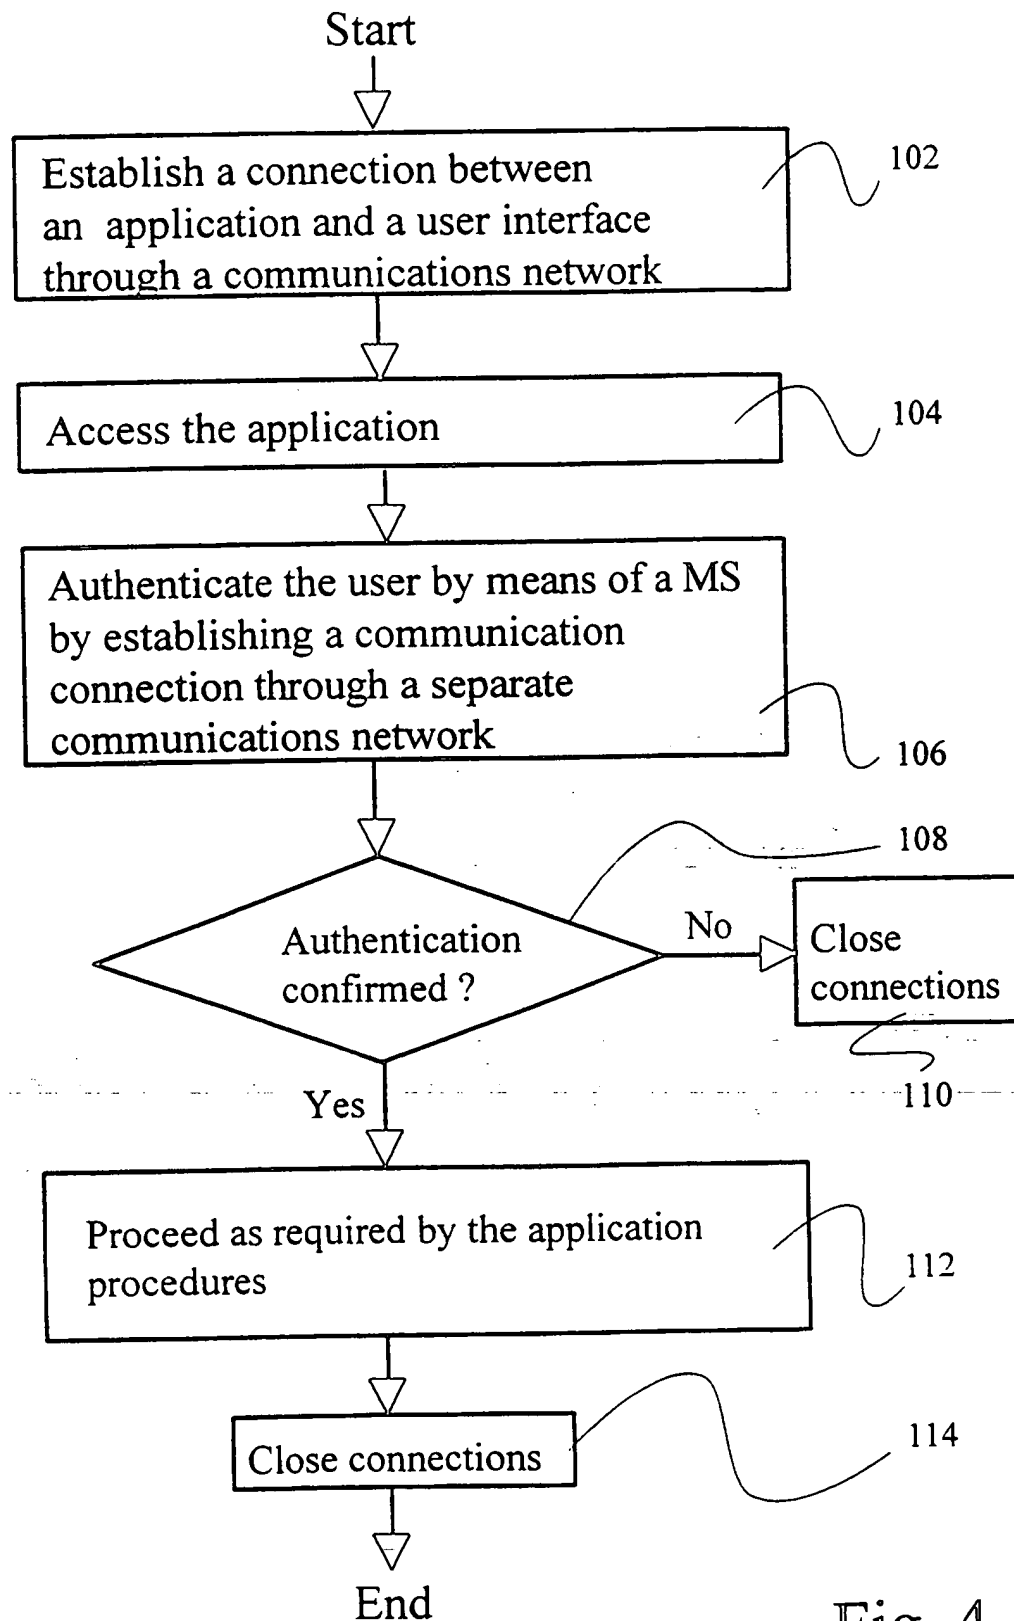 Start
Establish a connection between
an application and a user interface
through a communications network
102
Access the application
104
Authenticate the user by means of a MS
by establishing a communication
connection through a separate
communications network
106
108
Authentication
confirmed ?
No
Close
connections
110
Yes
Proceed as required by the application
procedures
112
Close connections
114
End
Fig. 4